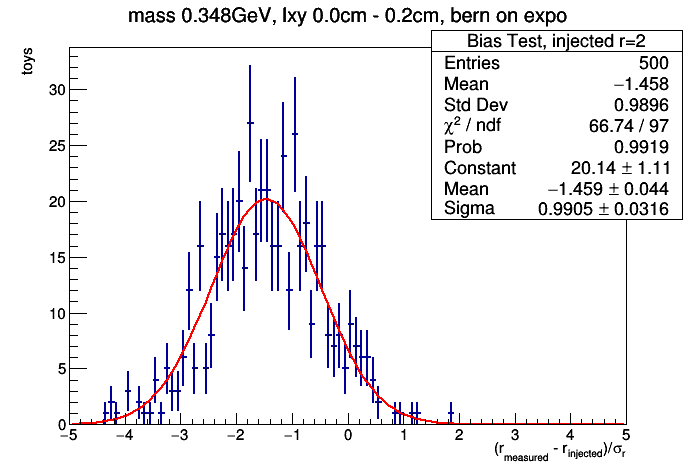 mass 0.348GeV, lxy 0.0cm - 0.2cm, bern on expo
toys
Bias Test, injected r=2
Entries 500
Mean −1.458
Std Dev 0.9896
χ² / ndf 66.74 / 97
Prob 0.9919
Constant 20.14 ± 1.11
Mean −1.459 ± 0.044
Sigma 0.9905 ± 0.0316
30
25
20
15
10
5
0
−5 −4 −3 −2 −1 0 1 2 3 4 5
(r_measured - r_injected)/σ_r